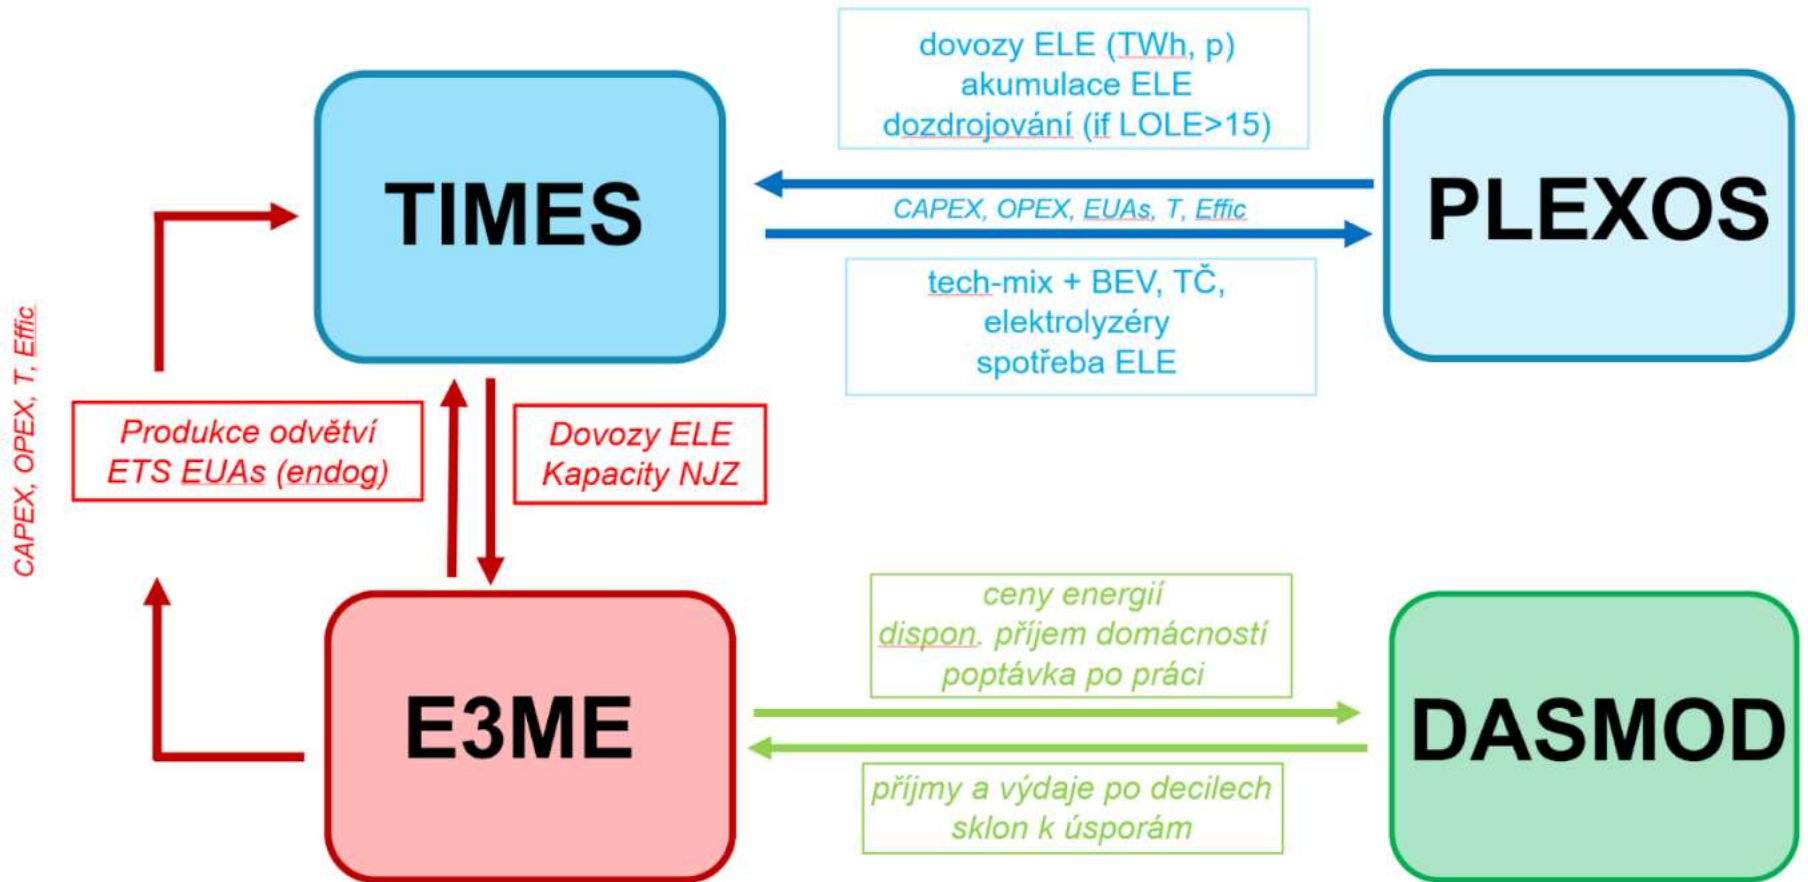 dovozy ELE (TWh, p)
akumulace ELE
dozdrojování (if LOLE>15)
TIMES
CAPEX, OPEX, EUAs, T, Effic
PLEXOS
tech-mix + BEV, TČ,
elektrolyzéry
spotřeba ELE
CAPEX, OPEX, T, Effic
Produkce odvětví
ETS EUAs (endog)
Dovozy ELE
Kapacity NJZ
E3ME
ceny energií
dispon. příjem domácností
poptávka po práci
DASMOD
příjmy a výdaje po decilech
sklon k úsporám